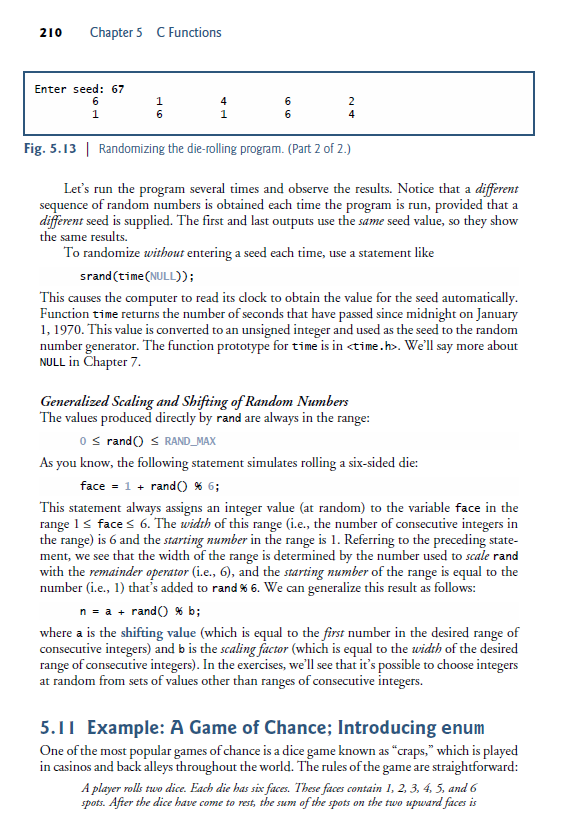 210 Chapter 5 C Functions
Enter seed: 67
6 1 4 6 2
1 6 1 6 4
Fig. 5.13 | Randomizing the die-rolling program. (Part 2 of 2.)
Let's run the program several times and observe the results. Notice that a different
sequence of random numbers is obtained each time the program is run, provided that a
different seed is supplied. The first and last outputs use the same seed value, so they show
the same results.
To randomize without entering a seed each time, use a statement like
srand(time(NULL));
This causes the computer to read its clock to obtain the value for the seed automatically.
Function time returns the number of seconds that have passed since midnight on January
1, 1970. This value is converted to an unsigned integer and used as the seed to the random
number generator. The function prototype for time is in <time.h>. We'll say more about
NULL in Chapter 7.
Generalized Scaling and Shifting of Random Numbers
The values produced directly by rand are always in the range:
0 ≤ rand() ≤ RAND_MAX
As you know, the following statement simulates rolling a six-sided die:
face = 1 + rand() % 6;
This statement always assigns an integer value (at random) to the variable face in the
range 1 ≤ face ≤ 6. The width of this range (i.e., the number of consecutive integers in
the range) is 6 and the starting number in the range is 1. Referring to the preceding state-
ment, we see that the width of the range is determined by the number used to scale rand
with the remainder operator (i.e., 6), and the starting number of the range is equal to the
number (i.e., 1) that's added to rand % 6. We can generalize this result as follows:
n = a + rand() % b;
where a is the shifting value (which is equal to the first number in the desired range of
consecutive integers) and b is the scaling factor (which is equal to the width of the desired
range of consecutive integers). In the exercises, we'll see that it's possible to choose integers
at random from sets of values other than ranges of consecutive integers.
5.11 Example: A Game of Chance; Introducing enum
One of the most popular games of chance is a dice game known as “craps,” which is played
in casinos and back alleys throughout the world. The rules of the game are straightforward:
A player rolls two dice. Each die has six faces. These faces contain 1, 2, 3, 4, 5, and 6
spots. After the dice have come to rest, the sum of the spots on the two upward faces is